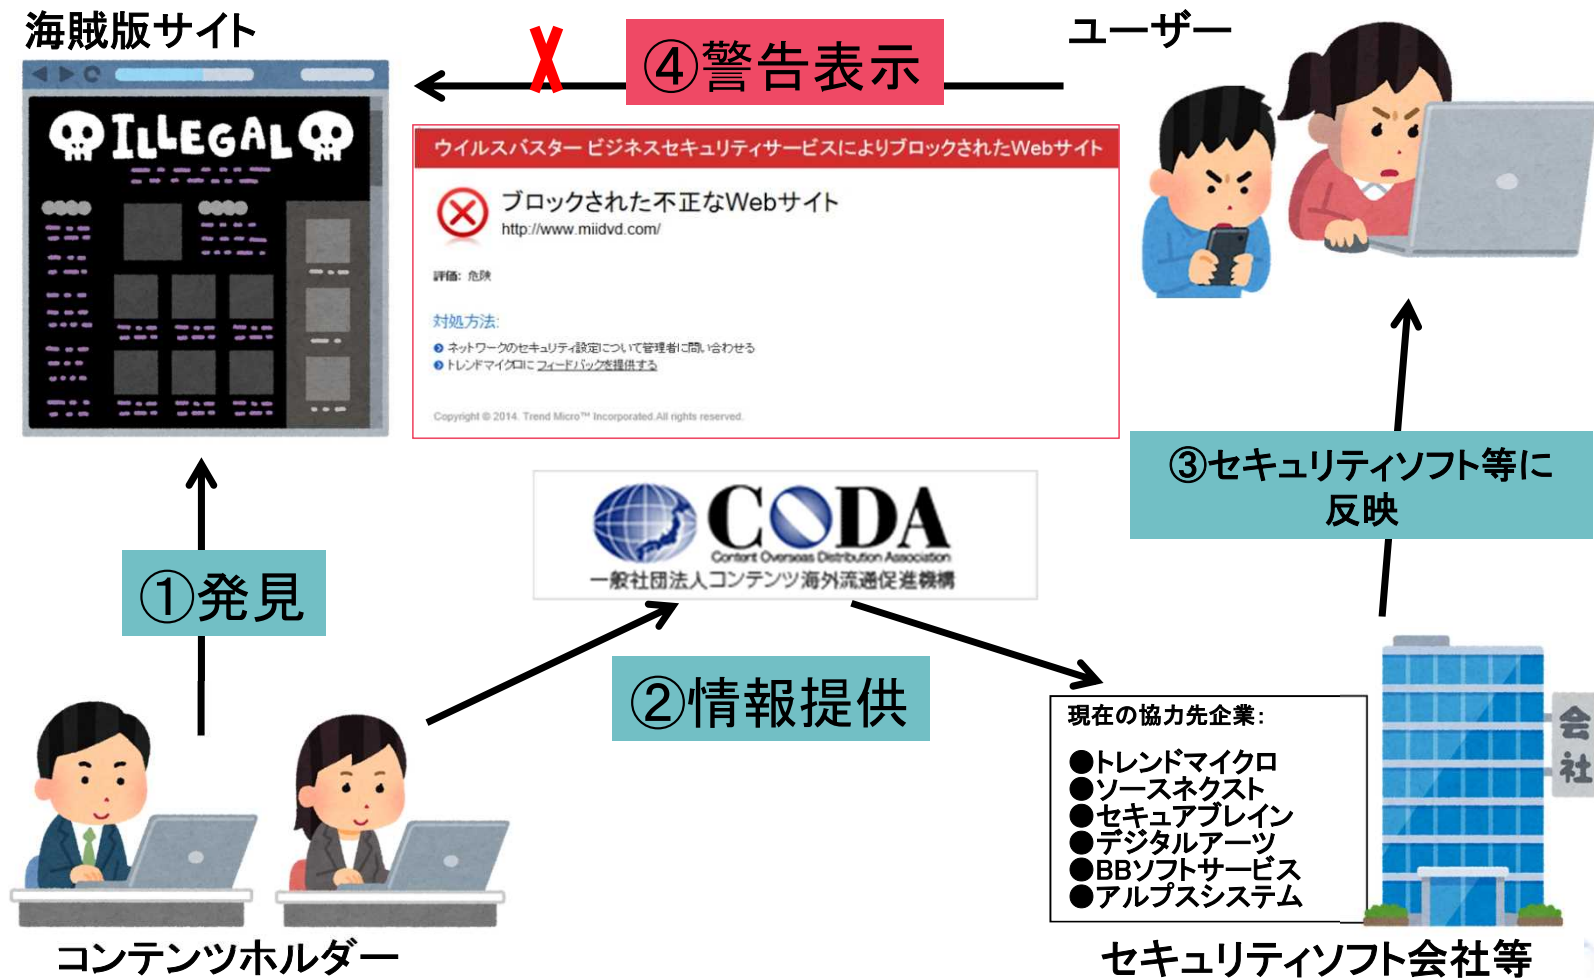 海賊版サイト
ユーザー
④警告表示
ILLEGAL
ウイルスバスター ビジネスセキュリティサービスによりブロックされたWebサイト
ブロックされた不正なWebサイト
http://www.miidvd.com/
評価: 危険
対処方法:
ネットワークのセキュリティ設定について管理者に問い合わせる
トレンドマイクロに フィードバックを提供する
Copyright © 2014. Trend Micro™ Incorporated.All rights reserved.
③セキュリティソフト等に
反映
CODA
Content Overseas Distribution Association
一般社団法人コンテンツ海外流通促進機構
①発見
②情報提供
現在の協力先企業:
●トレンドマイクロ
●ソースネクスト
●セキュアブレイン
●デジタルアーツ
●BBソフトサービス
●アルプスシステム
会社
コンテンツホルダー
セキュリティソフト会社等